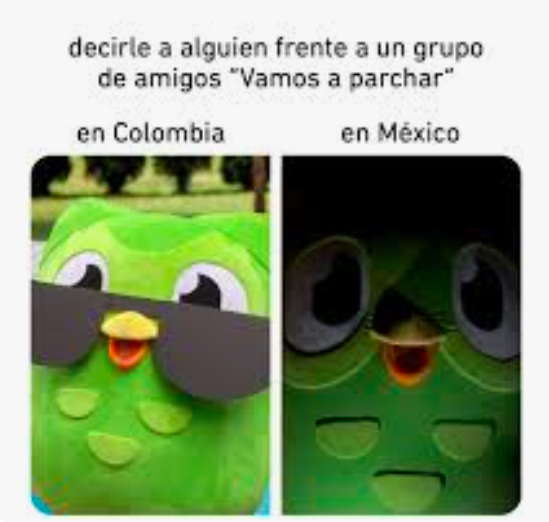 decirle a alguien frente a un grupo
de amigos “Vamos a parchar”
en Colombia
en México